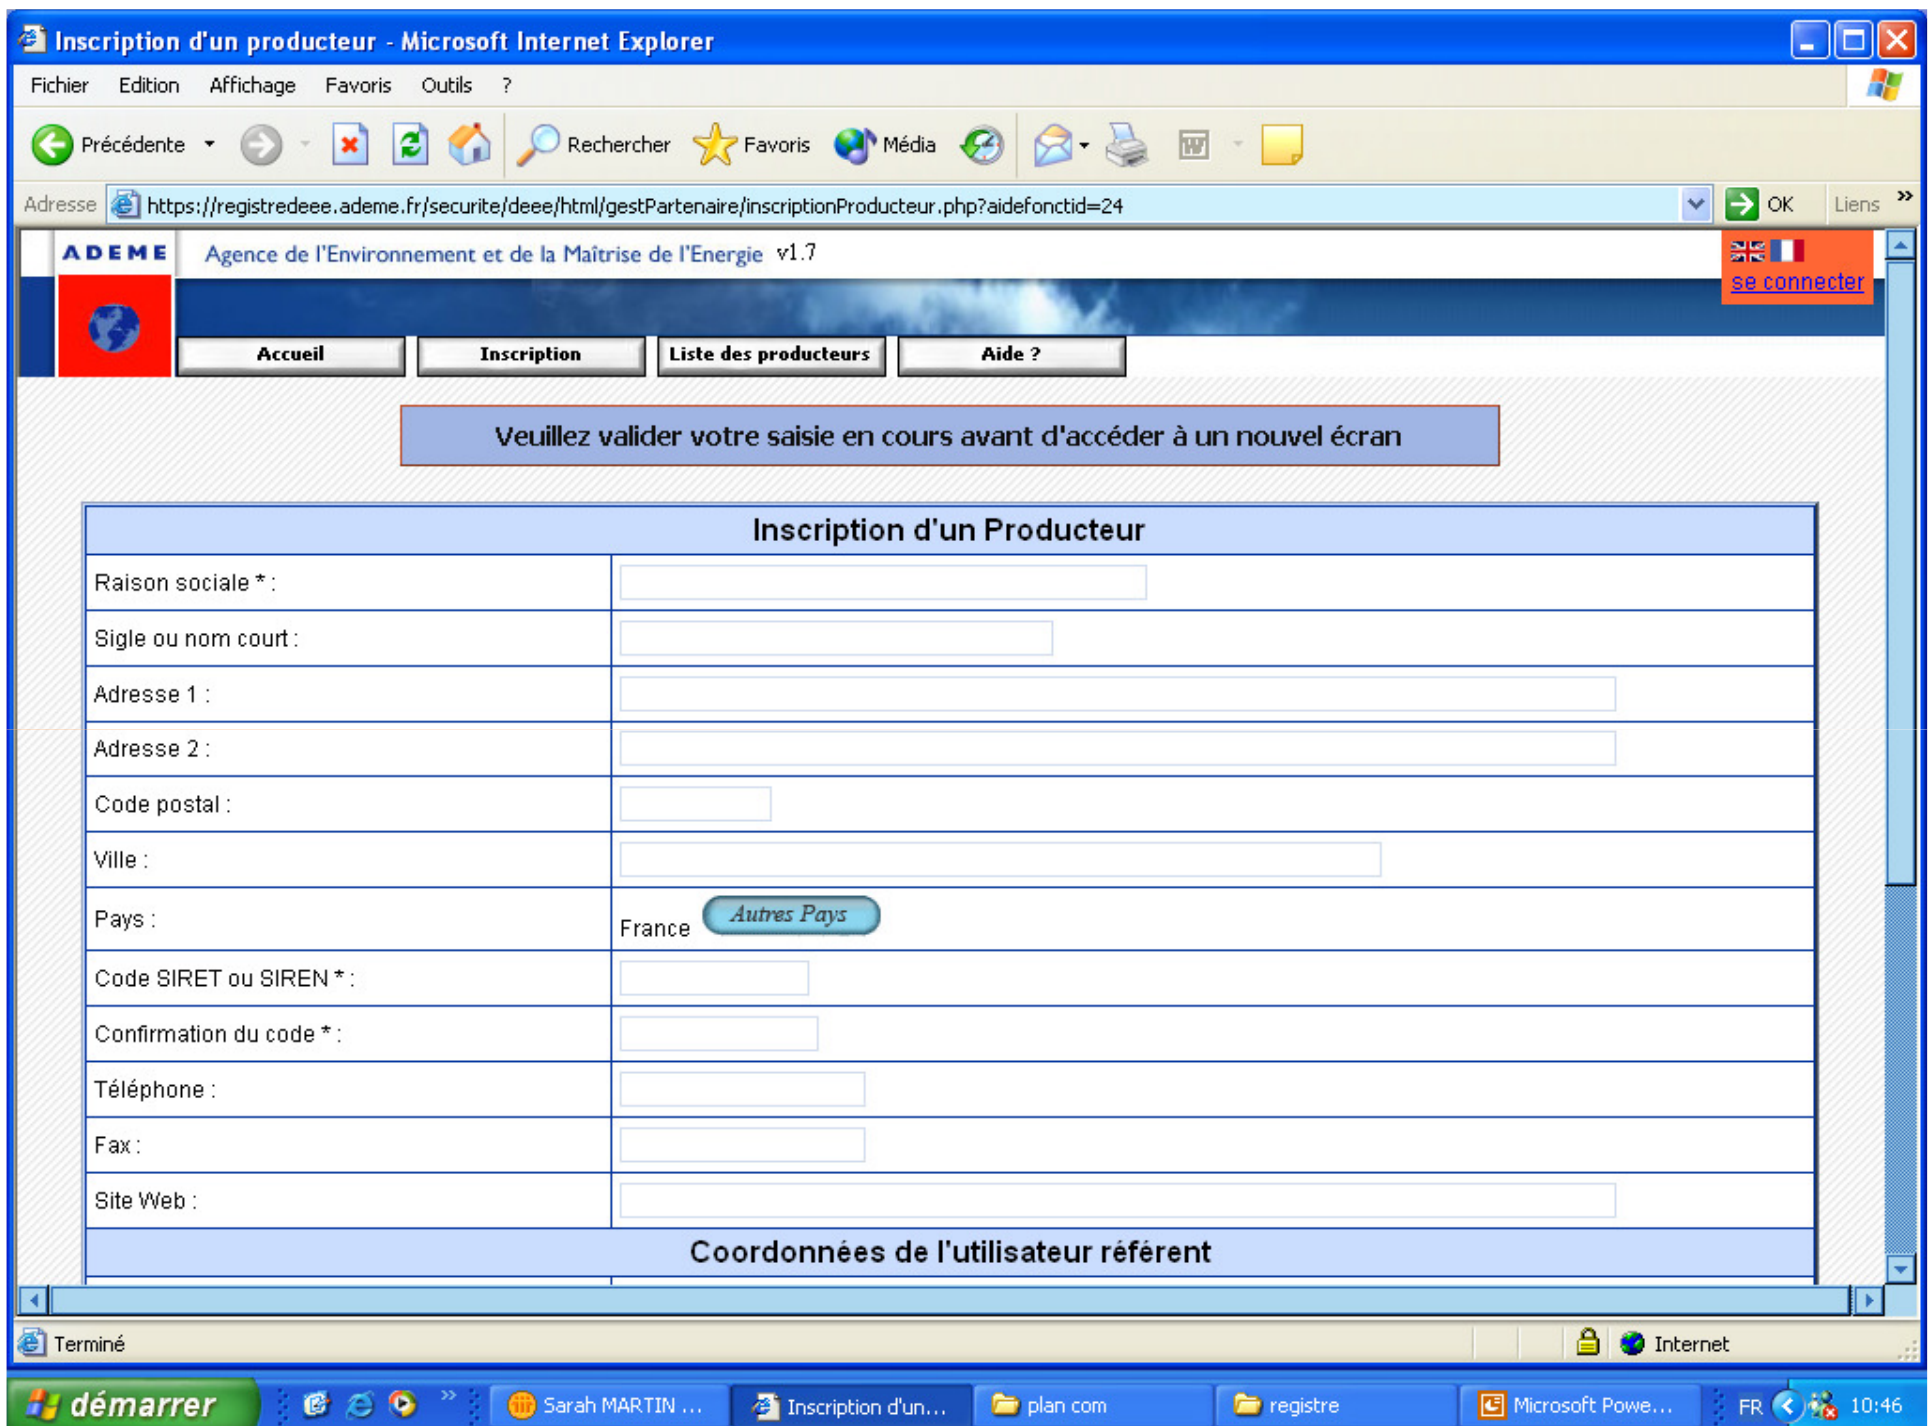 Inscription d'un producteur - Microsoft Internet Explorer
Fichier Edition Affichage Favoris Outils ?
Précédente Rechercher Favoris Média W
Adresse https://registredeee.ademe.fr/securite/deee/html/gestPartenaire/inscriptionProducteur.php?aidefonctid=24 OK Liens »
ADEME Agence de l'Environnement et de la Maîtrise de l'Energie v1.7
se connecter
Accueil Inscription Liste des producteurs Aide ?
Veuillez valider votre saisie en cours avant d'accéder à un nouvel écran
Inscription d'un Producteur
Raison sociale * :
Sigle ou nom court :
Adresse 1 :
Adresse 2 :
Code postal :
Ville :
Pays : France Autres Pays
Code SIRET ou SIREN * :
Confirmation du code * :
Téléphone :
Fax :
Site Web :
Coordonnées de l'utilisateur référent
Terminé Internet
démarrer » Sarah MARTIN ... Inscription d'un... plan com registre Microsoft Powe... FR 10:46